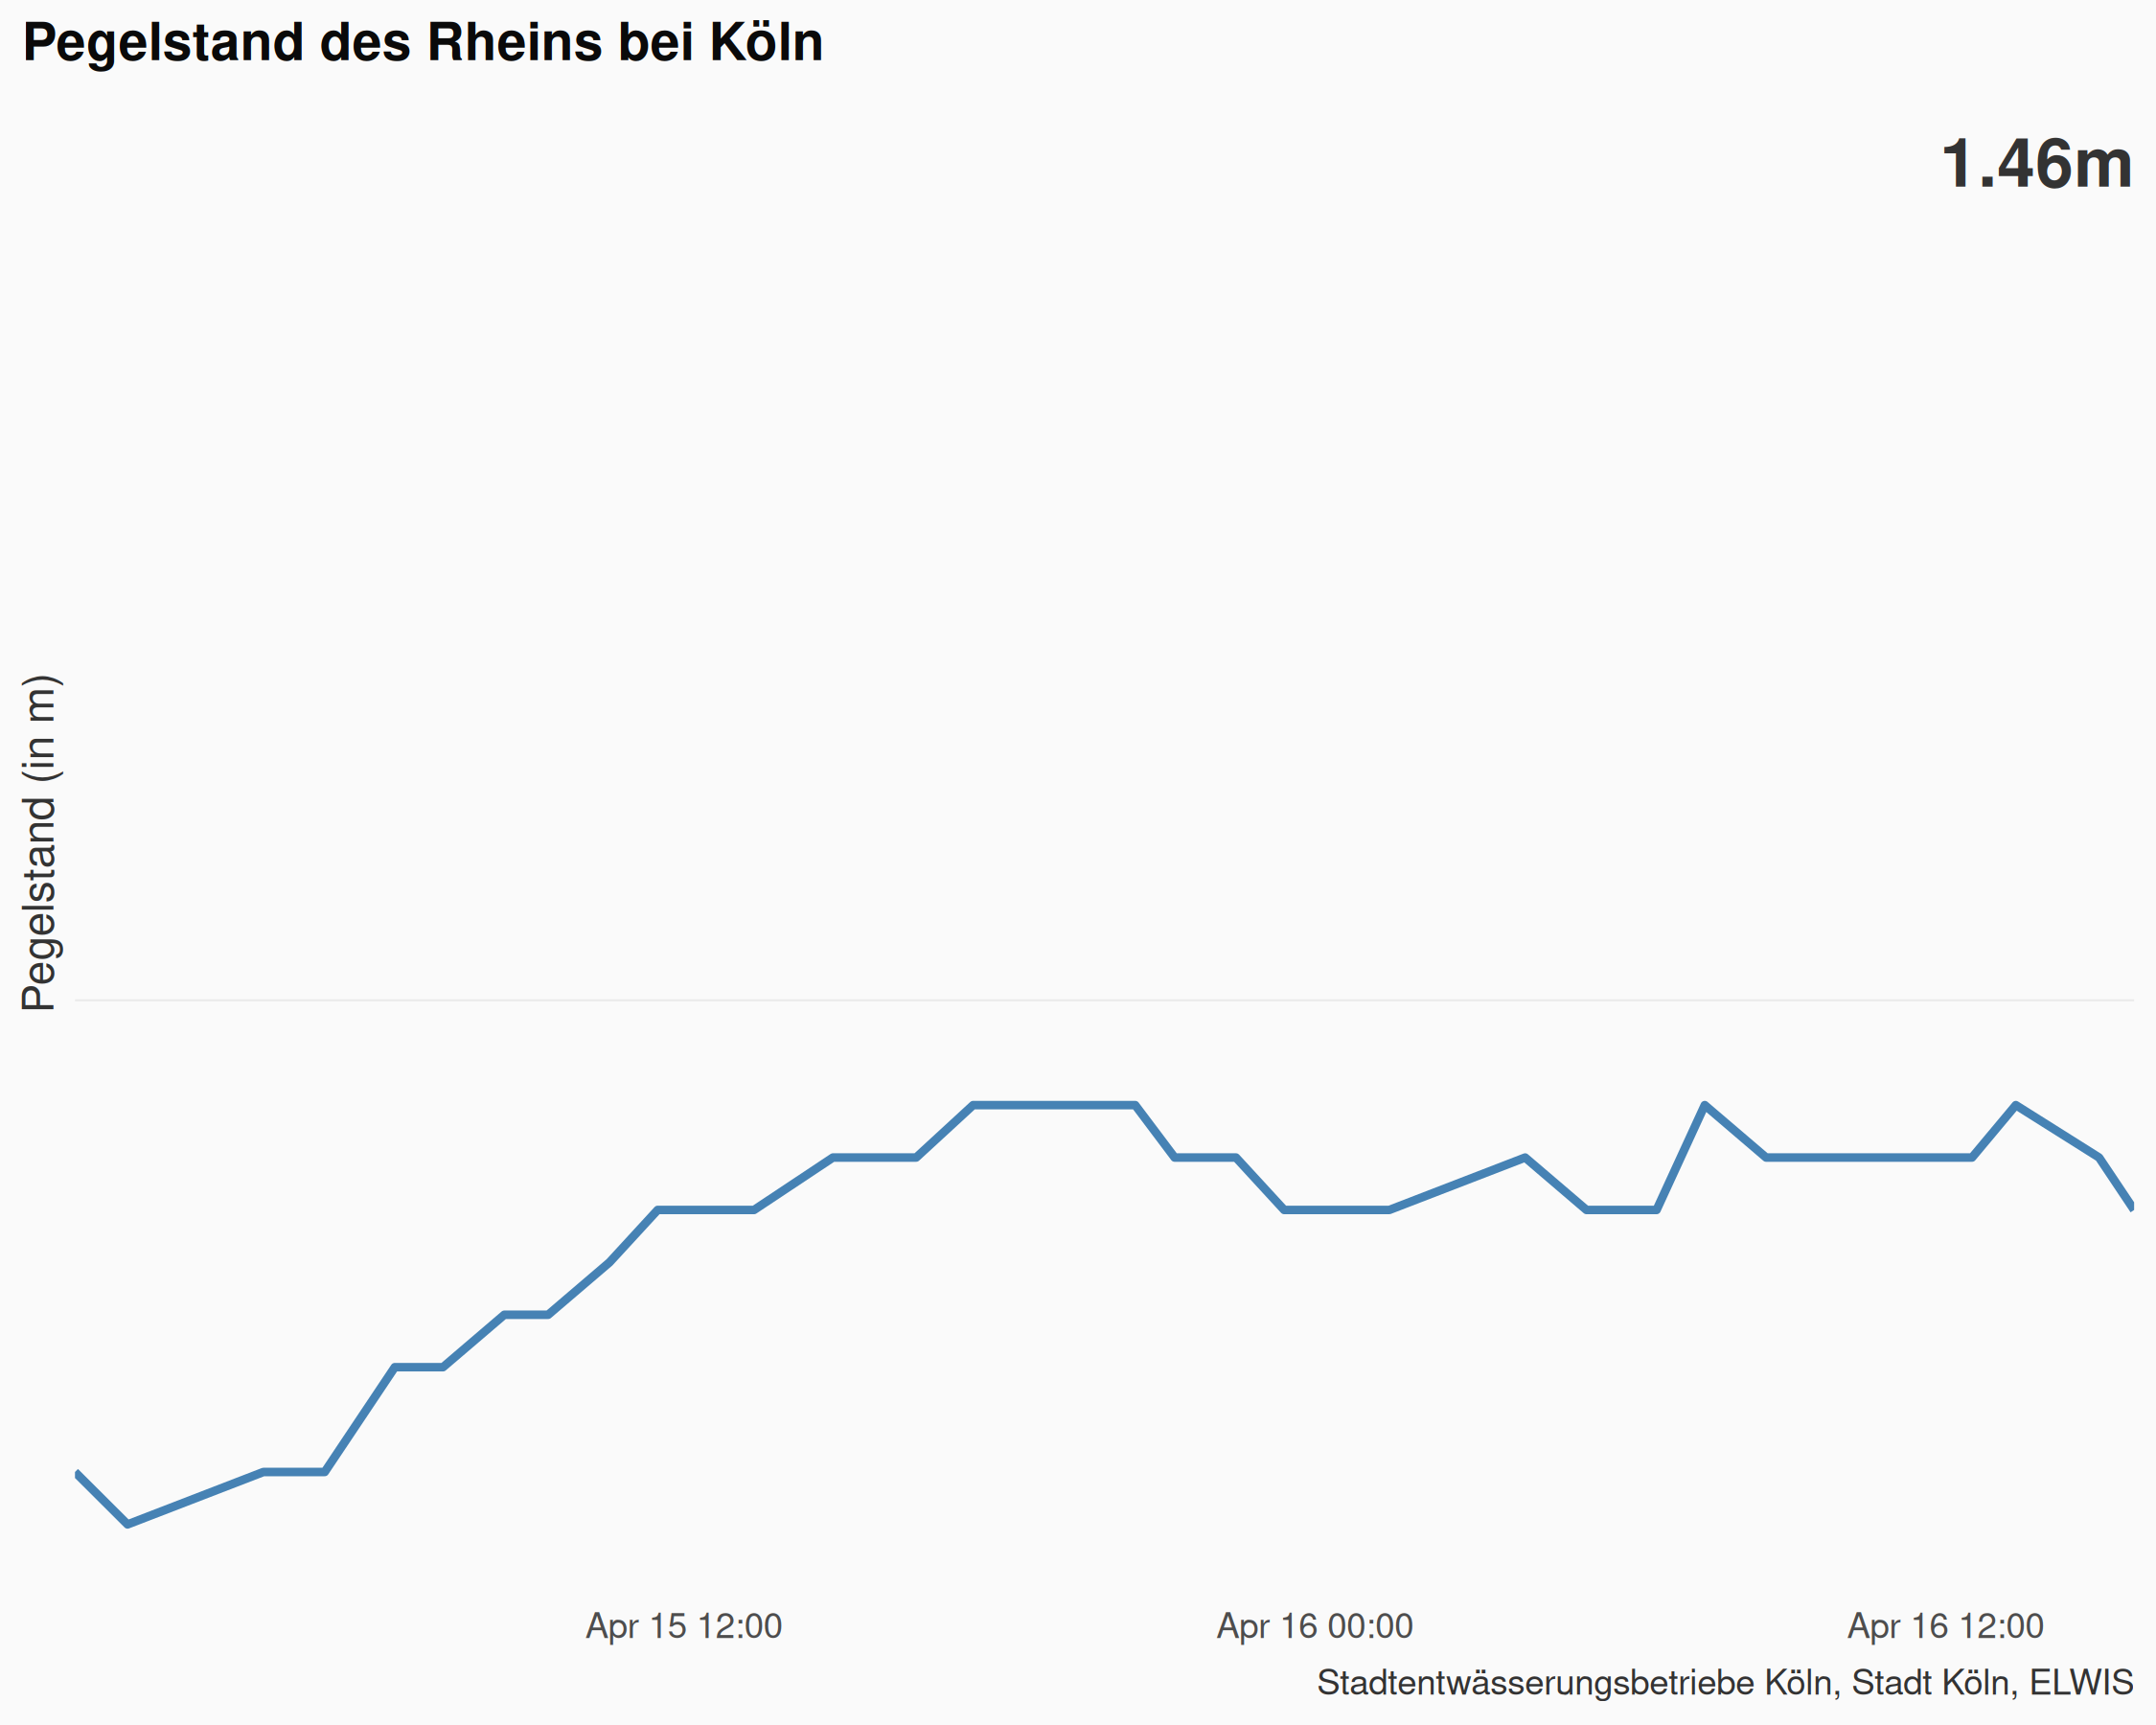 Pegelstand des Rheins bei Köln
1.46m
Pegelstand (in m)
Apr 15 12:00
Apr 16 00:00
Apr 16 12:00
Stadtentwässerungsbetriebe Köln, Stadt Köln, ELWIS